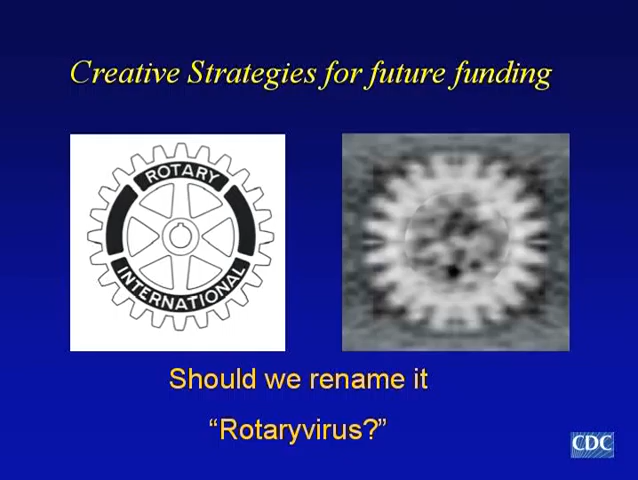 Creative Strategies for future funding
ROTARY
INTERNATIONAL
Should we rename it
“Rotaryvirus?”
CDC